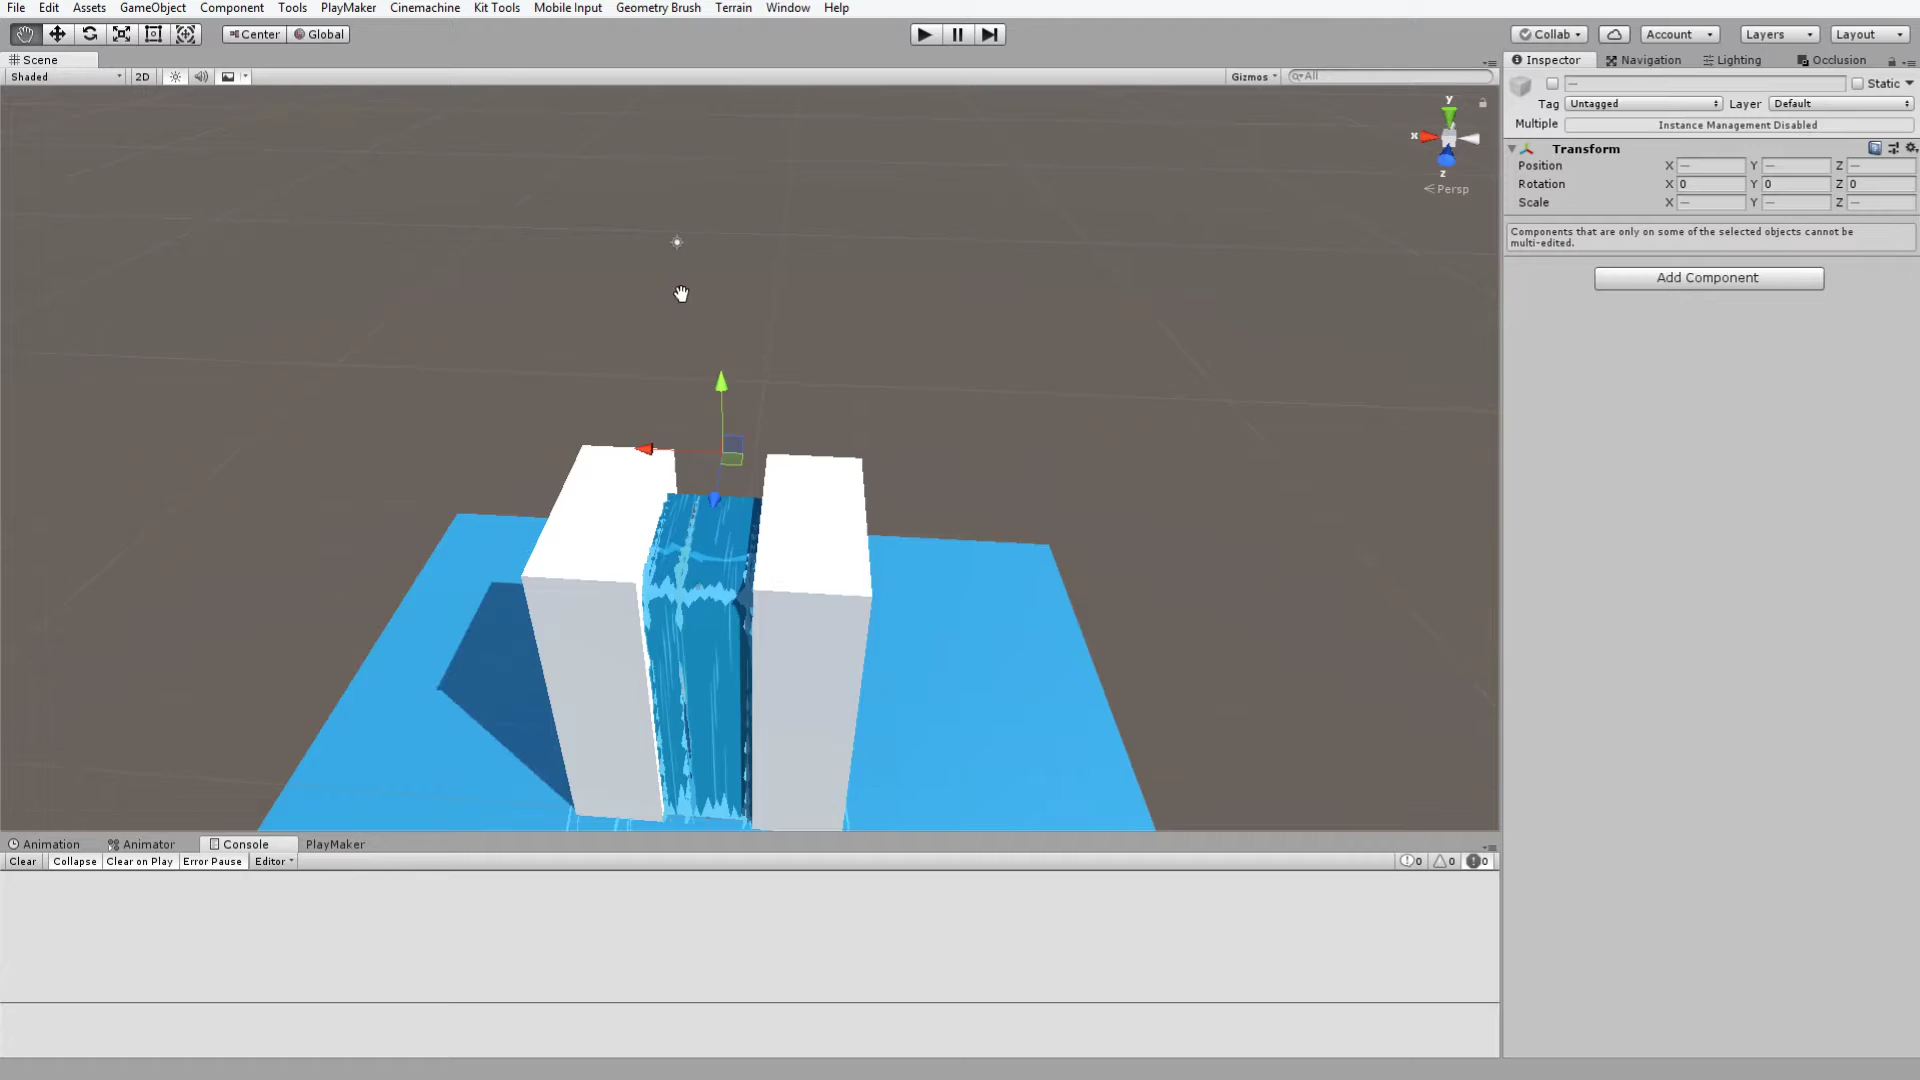 File Edit Assets GameObject Component Tools PlayMaker Cinemachine Kit Tools Mobile Input Geometry Brush Terrain Window Help
Center Global Collab Account Layers Layout
Scene Inspector Navigation Lighting Occlusion
Shaded 2D Gizmos All
Static
Tag Untagged Layer Default
Multiple Instance Management Disabled
Transform
Position X — Y — Z —
Rotation X 0 Y 0 Z 0
Scale X — Y — Z —
Components that are only on some of the selected objects cannot be
multi-edited.
Add Component
y
x
z
Persp
Animation Animator Console PlayMaker
Clear Collapse Clear on Play Error Pause Editor 0 0 0